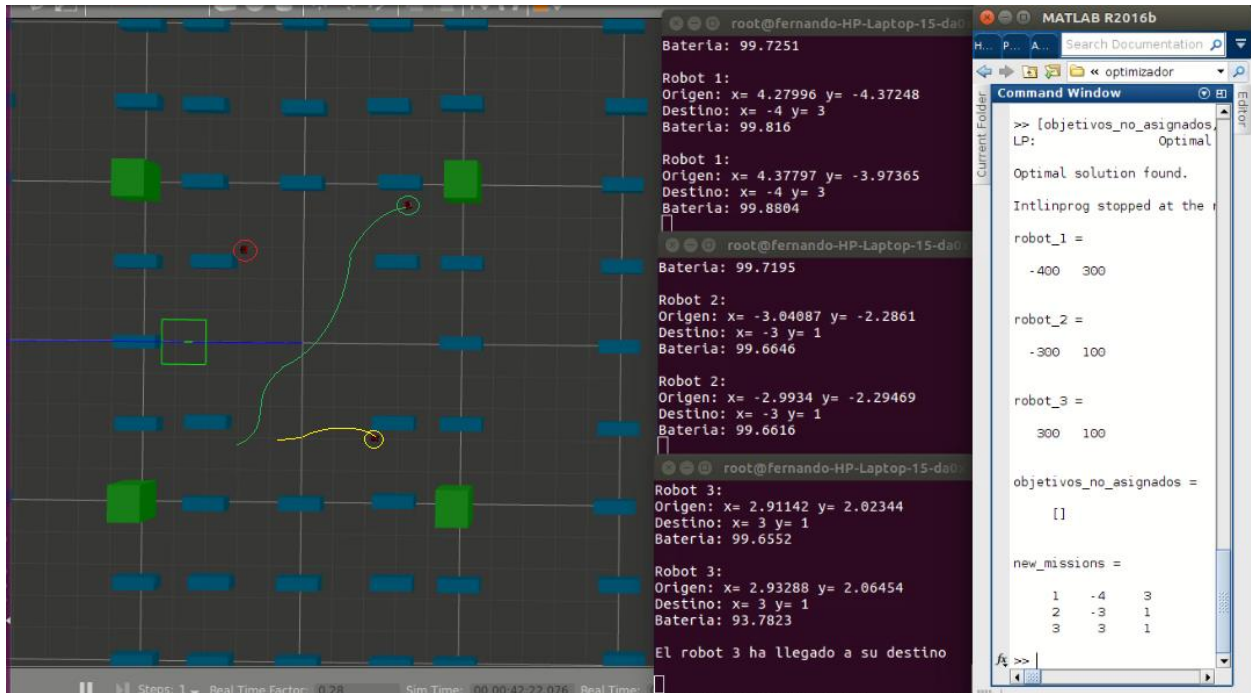 Steps: 1
Real Time Factor: 0.28
Sim Time: 00 00:42:22.076
Real Time:
root@fernando-HP-Laptop-15-da0
Bateria: 99.7251
Robot 1:
Origen: x= 4.27996 y= -4.37248
Destino: x= -4 y= 3
Bateria: 99.816
Robot 1:
Origen: x= 4.37797 y= -3.97365
Destino: x= -4 y= 3
Bateria: 99.8804
root@fernando-HP-Laptop-15-da0
Bateria: 99.7195
Robot 2:
Origen: x= -3.04087 y= -2.2861
Destino: x= -3 y= 1
Bateria: 99.6646
Robot 2:
Origen: x= -2.9934 y= -2.29469
Destino: x= -3 y= 1
Bateria: 99.6616
root@fernando-HP-Laptop-15-da0
Robot 3:
Origen: x= 2.91142 y= 2.02344
Destino: x= 3 y= 1
Bateria: 99.6552
Robot 3:
Origen: x= 2.93288 y= 2.06454
Destino: x= 3 y= 1
Bateria: 93.7823
El robot 3 ha llegado a su destino
MATLAB R2016b
H... P... A... Search Documentation
« optimizador
Current Folder
Command Window
Editor
>> [objetivos_no_asignados,
LP: Optimal
Optimal solution found.
Intlinprog stopped at the
robot_1 =
-400 300
robot_2 =
-300 100
robot_3 =
300 100
objetivos_no_asignados =
[]
new_missions =
1 -4 3
2 -3 1
3 3 1
fx >>